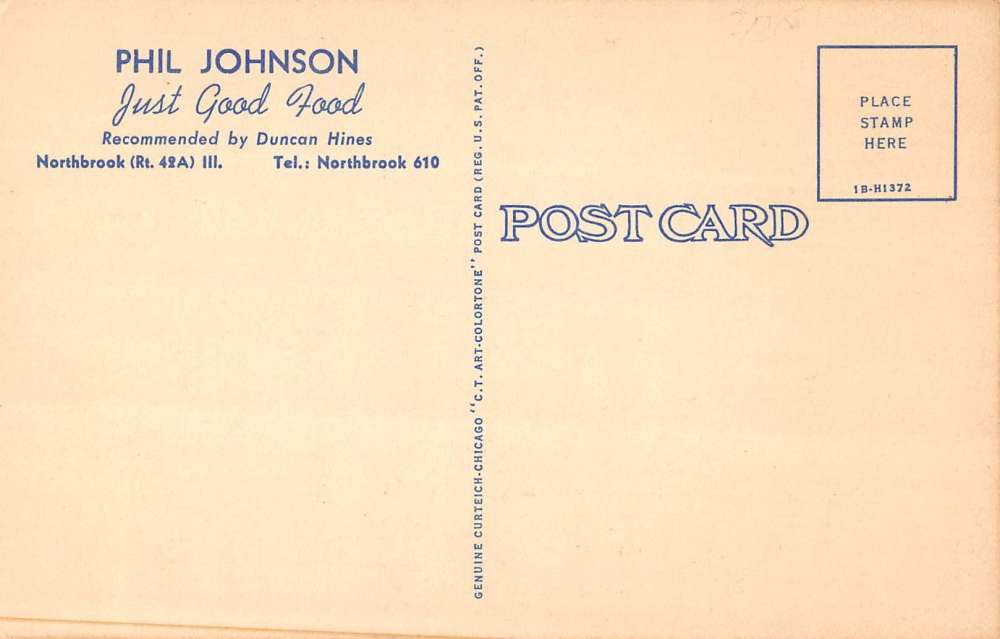 PHIL JOHNSON
Just Good Food
Recommended by Duncan Hines
Northbrook (Rt. 42A) Ill. Tel.: Northbrook 610
GENUINE CURTEICH-CHICAGO "C.T. ART-COLORTONE" POST CARD (REG. U.S. PAT. OFF.)
PLACE
STAMP
HERE
1B-H1372
POST CARD